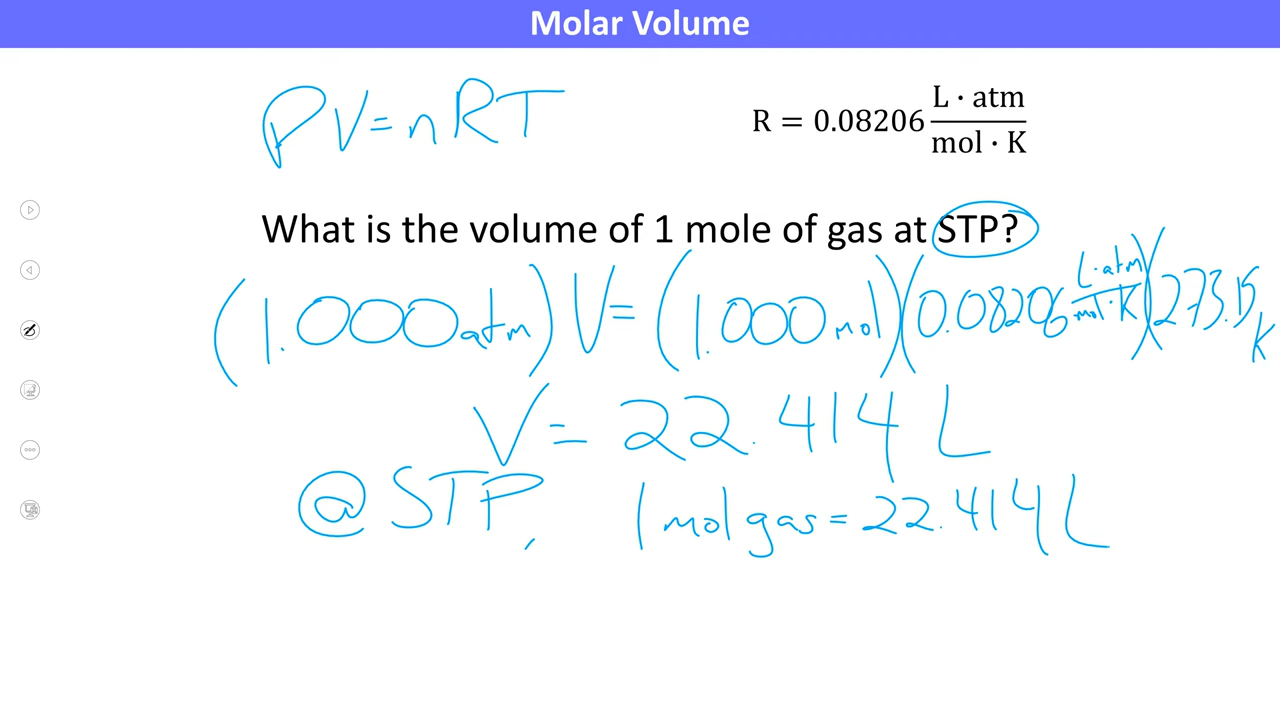 Molar Volume
PV = nRT
R = 0.08206 L · atm / mol · K
What is the volume of 1 mole of gas at STP?
(1.000 atm) V = (1.000 mol)(0.08206 L·atm / mol·K)(273.15 K
V = 22.414 L
@ STP, 1 mol gas = 22.414 L